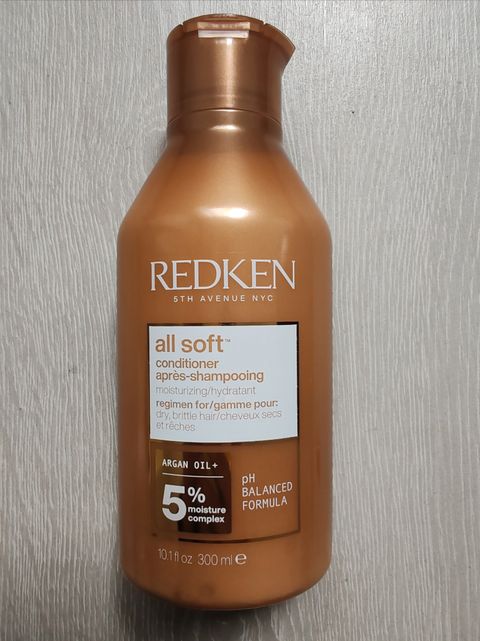 REDKEN
5TH AVENUE NYC
all soft™
conditioner
après-shampooing
moisturizing/hydratant
regimen for/gamme pour:
dry, brittle hair/cheveux secs
et rêches
ARGAN OIL+
5% moisture
complex
pH
BALANCED
FORMULA
10.1 fl oz 300 ml e